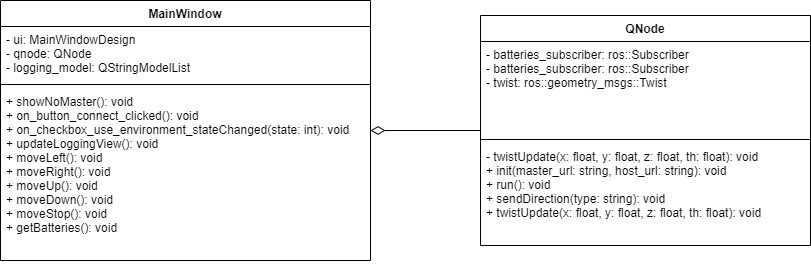 MainWindow
- ui: MainWindowDesign
- qnode: QNode
- logging_model: QStringModelList
+ showNoMaster(): void
+ on_button_connect_clicked(): void
+ on_checkbox_use_environment_stateChanged(state: int): void
+ updateLoggingView(): void
+ moveLeft(): void
+ moveRight(): void
+ moveUp(): void
+ moveDown(): void
+ moveStop(): void
+ getBatteries(): void
QNode
- batteries_subscriber: ros::Subscriber
- batteries_subscriber: ros::Subscriber
- twist: ros::geometry_msgs::Twist
- twistUpdate(x: float, y: float, z: float, th: float): void
+ init(master_url: string, host_url: string): void
+ run(): void
+ sendDirection(type: string): void
+ twistUpdate(x: float, y: float, z: float, th: float): void